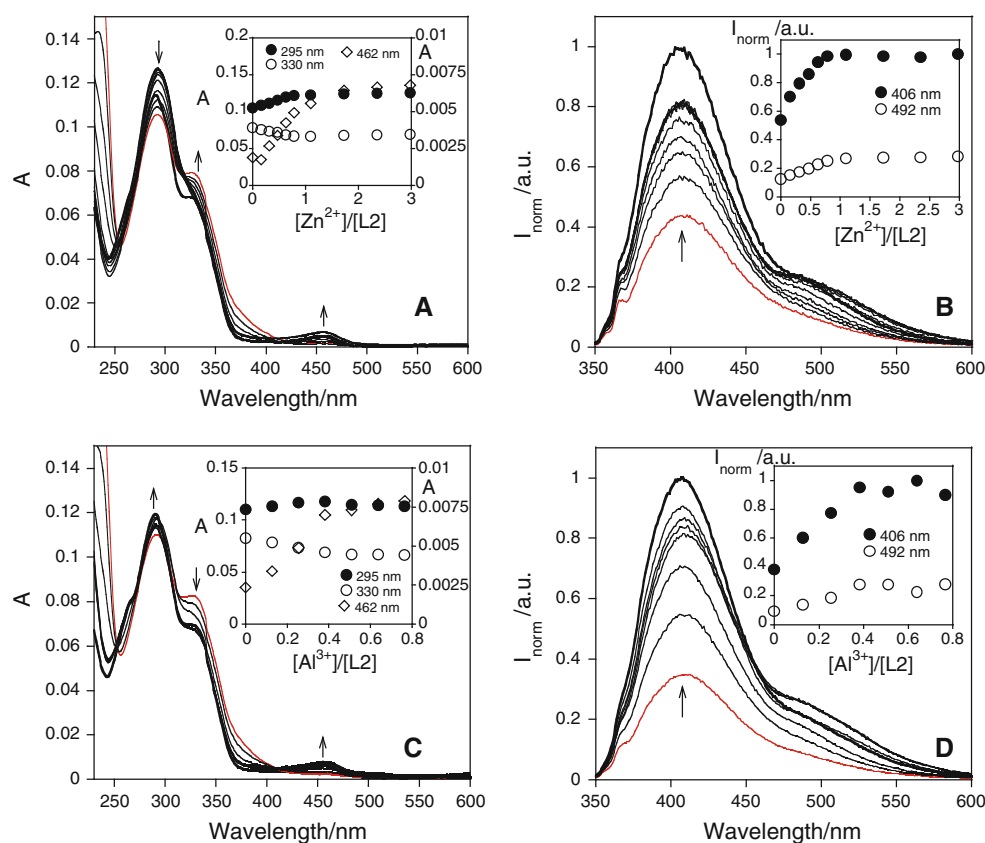 0.14
0.12
0.1
0.08
0.06
0.04
0.02
0
A
250 300 350 400 450 500 550 600
Wavelength/nm
A
0.2
0.15
0.1
0.05
0
A
295 nm
330 nm
462 nm
0.01
A
0.0075
0.005
0.0025
0
0 1 2 3
[Zn2+]/[L2]
1
0.8
0.6
0.4
0.2
0
Inorm /a.u.
350 400 450 500 550 600
Wavelength/nm
B
Inorm /a.u.
1
0.8
0.6
0.4
0.2
0
406 nm
492 nm
0 0.5 1 1.5 2 2.5 3
[Zn2+]/[L2]
0.14
0.12
0.1
0.08
0.06
0.04
0.02
0
A
250 300 350 400 450 500 550 600
Wavelength/nm
C
0.15
0.1
0.05
0
A
295 nm
330 nm
462 nm
0.01
A
0.0075
0.005
0.0025
0
0 0.2 0.4 0.6 0.8
[Al3+]/[L2]
1
0.8
0.6
0.4
0.2
0
Inorm /a.u.
350 400 450 500 550 600
Wavelength/nm
D
Inorm /a.u.
1
0.8
0.6
0.4
0.2
0
406 nm
492 nm
0 0.2 0.4 0.6 0.8
[Al3+]/[L2]